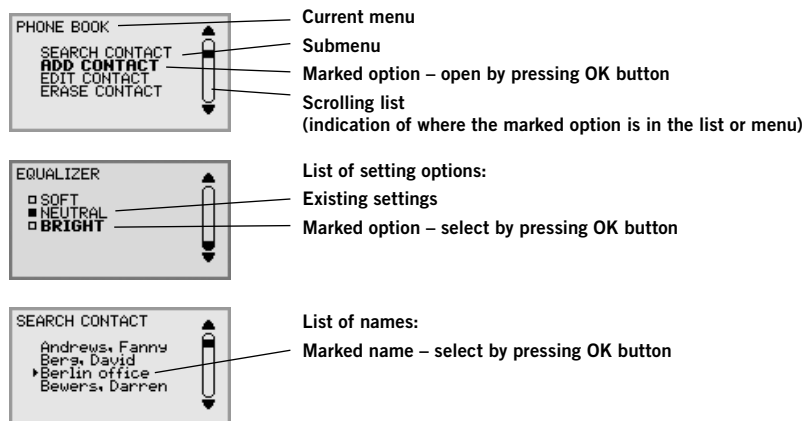 PHONE BOOK
SEARCH CONTACT
ADD CONTACT
EDIT CONTACT
ERASE CONTACT
Current menu
Submenu
Marked option – open by pressing OK button
Scrolling list
(indication of where the marked option is in the list or menu)
EQUALIZER
SOFT
NEUTRAL
BRIGHT
List of setting options:
Existing settings
Marked option – select by pressing OK button
SEARCH CONTACT
Andrews, Fanny
Berg, David
Berlin office
Bewers, Darren
List of names:
Marked name – select by pressing OK button